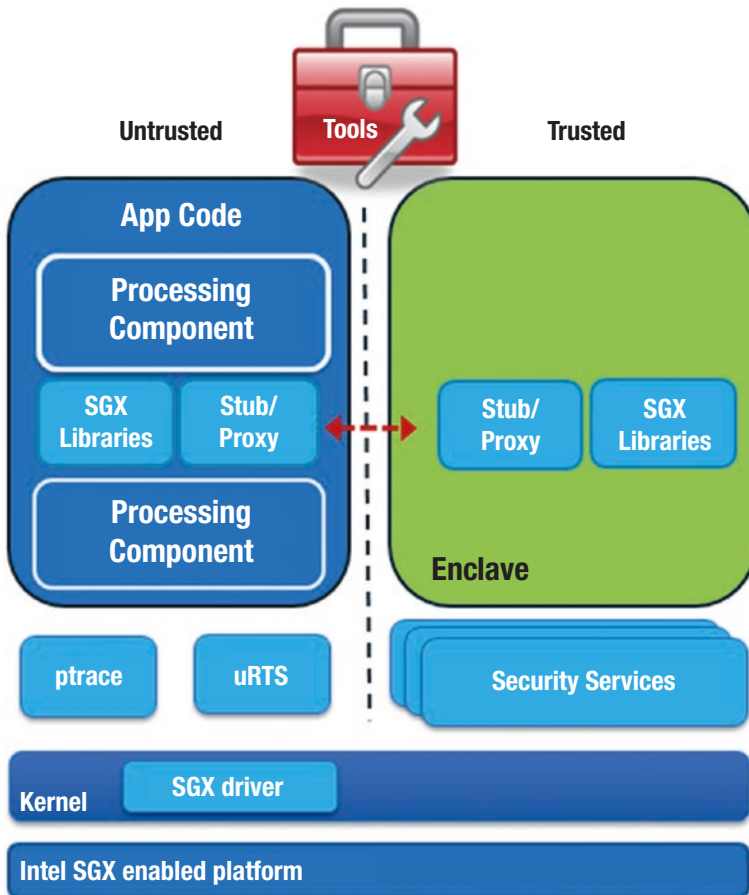 Untrusted
Tools
Trusted
App Code
Processing
Component
SGX
Libraries
Stub/
Proxy
Stub/
Proxy
SGX
Libraries
Processing
Component
Enclave
ptrace
uRTS
Security Services
SGX driver
Kernel
Intel SGX enabled platform